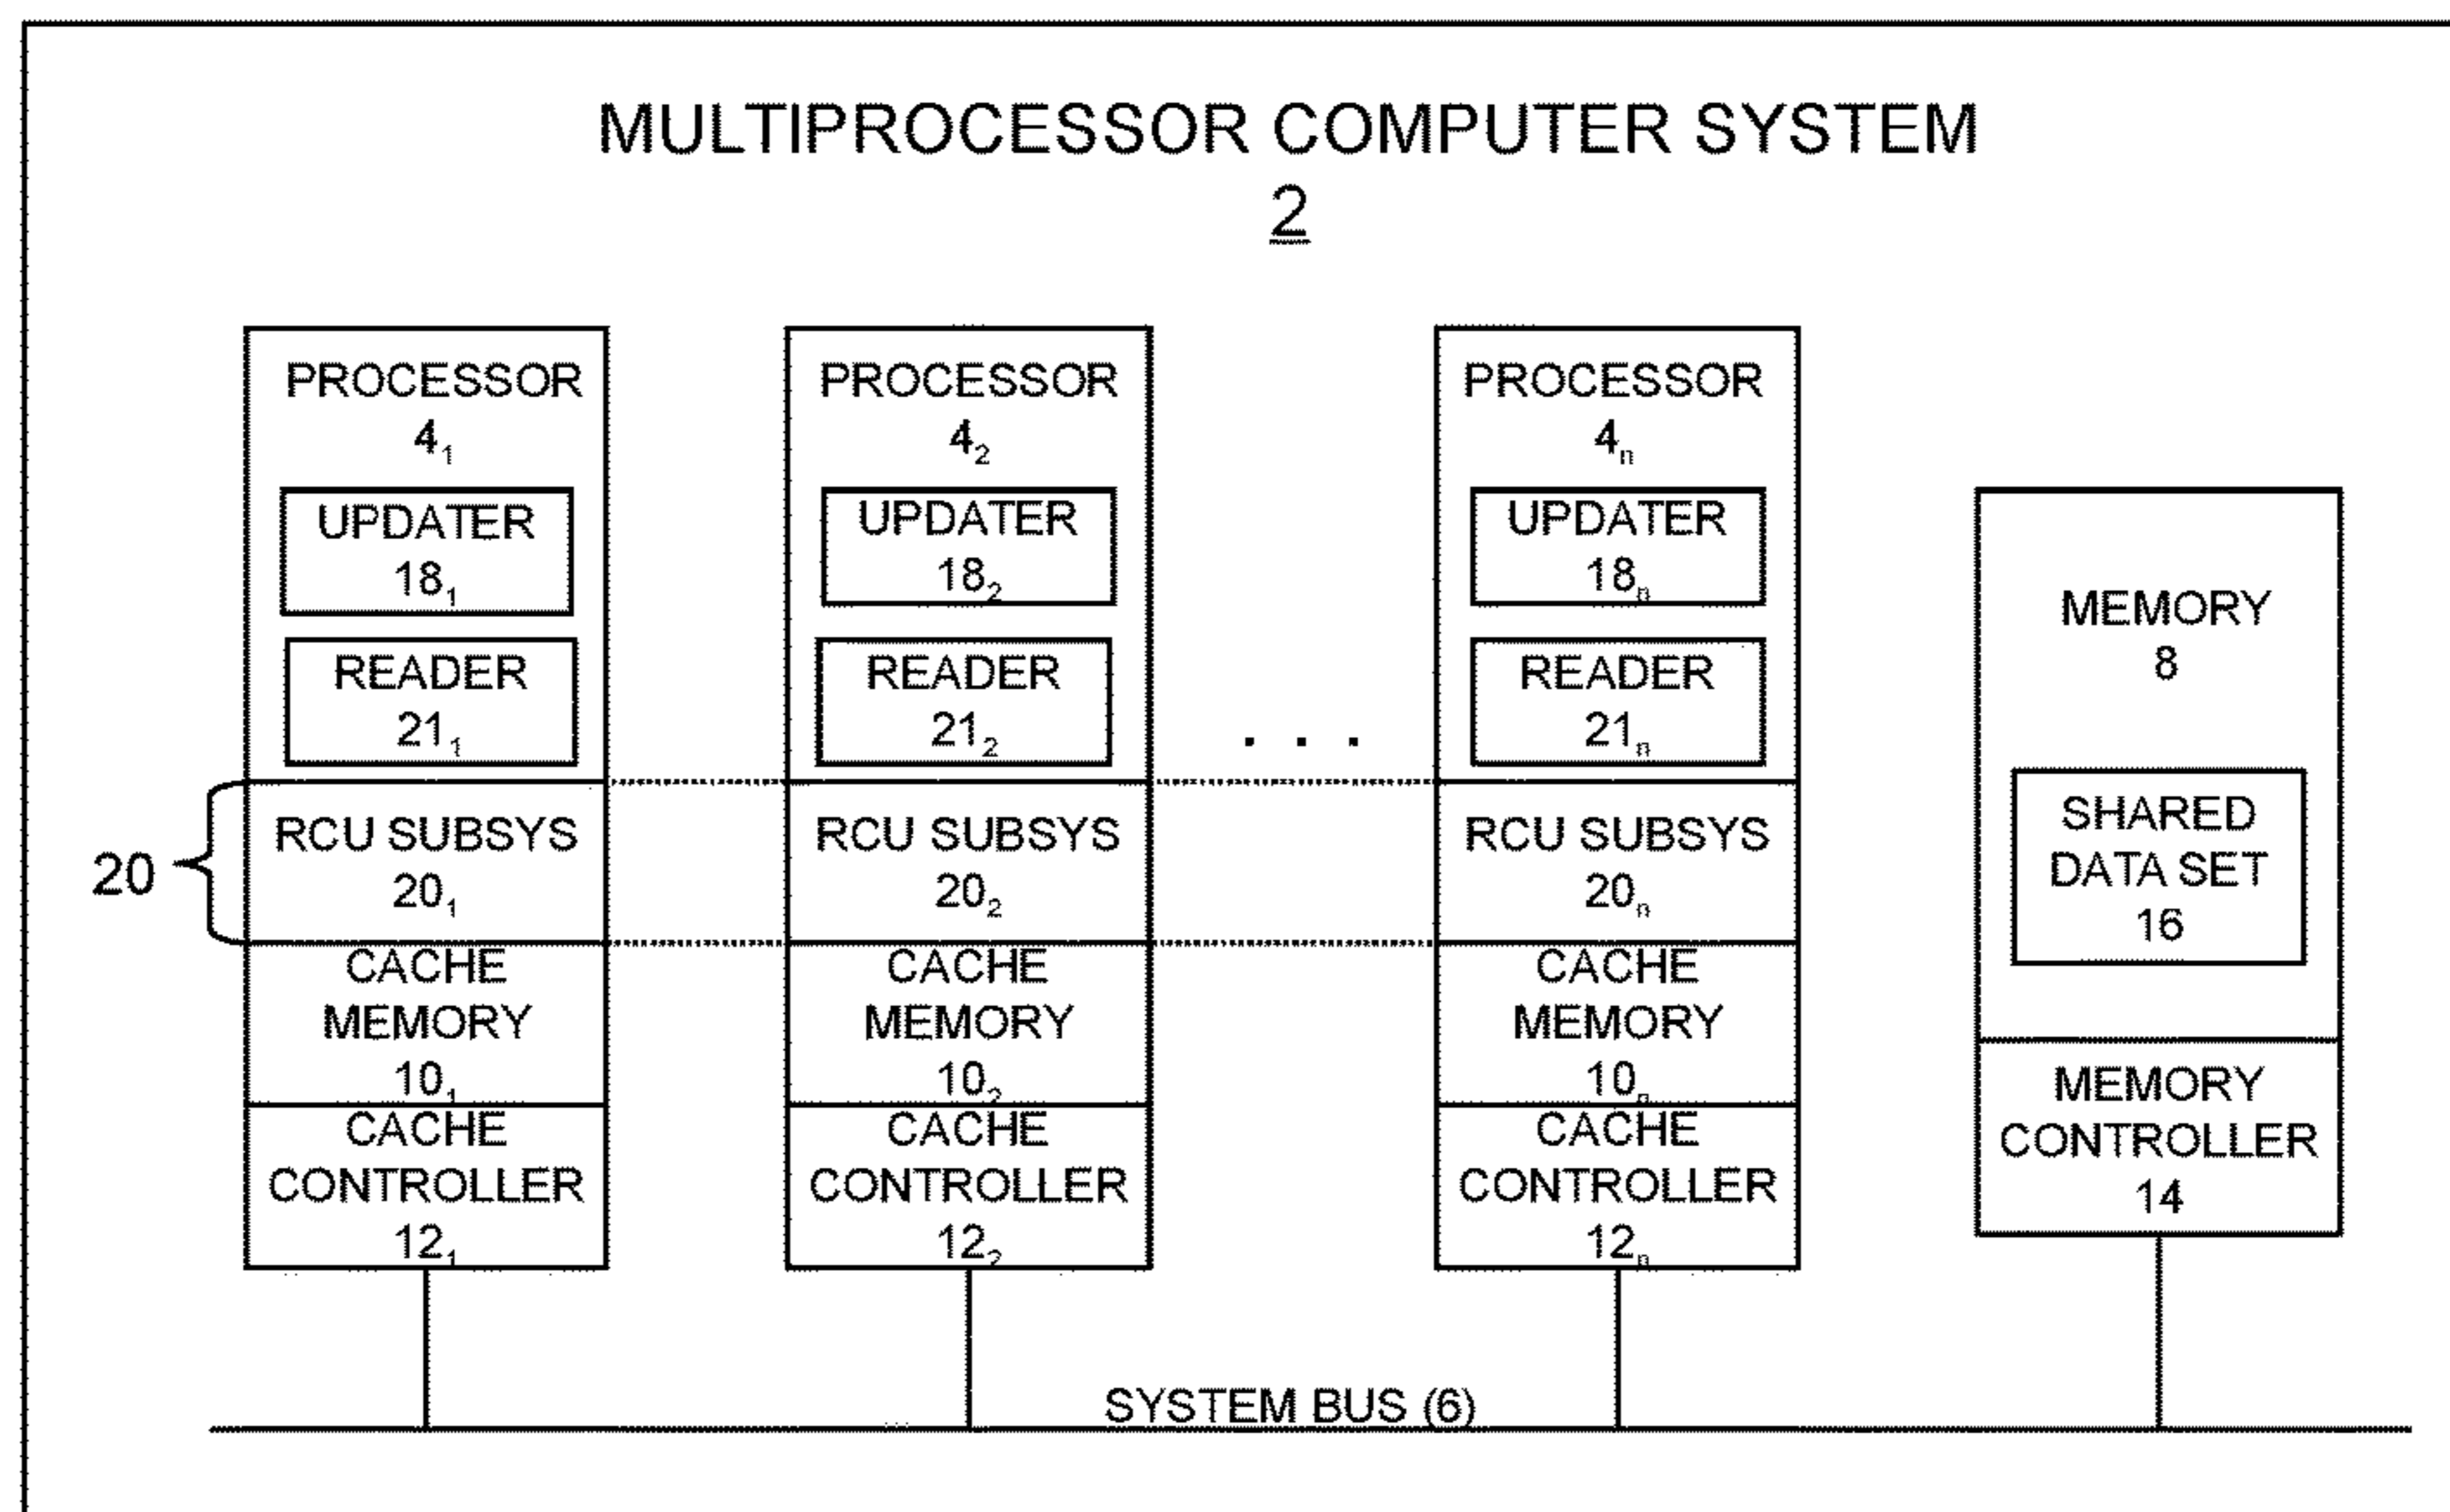 MULTIPROCESSOR COMPUTER SYSTEM
2
PROCESSOR
4₁
UPDATER
18₁
READER
21₁
RCU SUBSYS
20₁
CACHE
MEMORY
10₁
CACHE
CONTROLLER
12₁
PROCESSOR
4₂
UPDATER
18₂
READER
21₂
RCU SUBSYS
20₂
CACHE
MEMORY
10₂
CACHE
CONTROLLER
12₂
. . .
PROCESSOR
4ₙ
UPDATER
18ₙ
READER
21ₙ
RCU SUBSYS
20ₙ
CACHE
MEMORY
10ₙ
CACHE
CONTROLLER
12ₙ
MEMORY
8
SHARED
DATA SET
16
MEMORY
CONTROLLER
14
20
SYSTEM BUS (6)